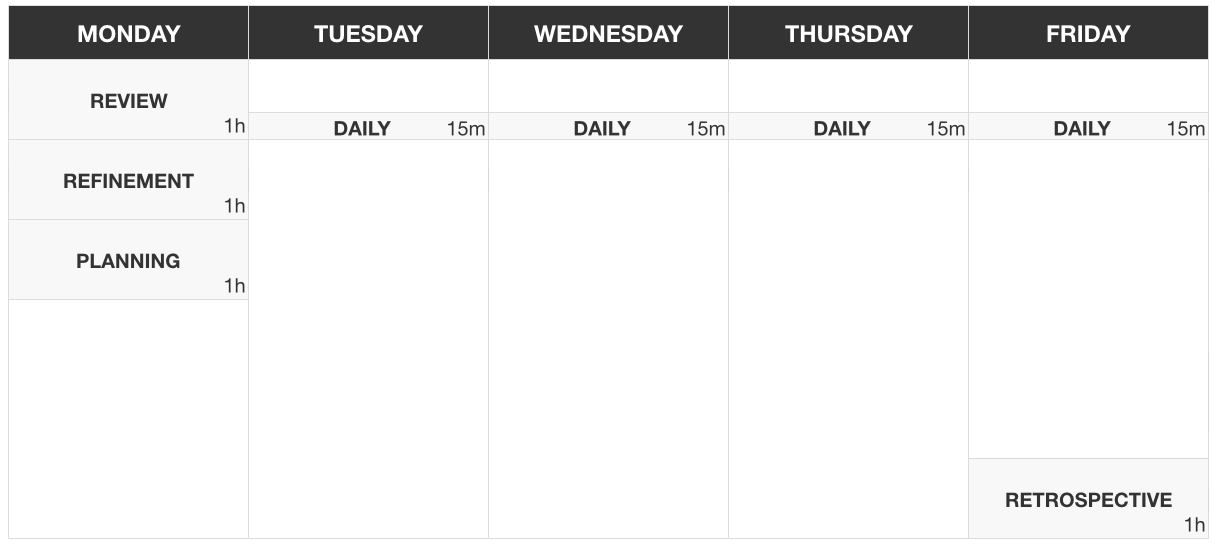 MONDAY TUESDAY WEDNESDAY THURSDAY FRIDAY
REVIEW
1h
DAILY 15m DAILY 15m DAILY 15m DAILY 15m
REFINEMENT
1h
PLANNING
1h
RETROSPECTIVE
1h